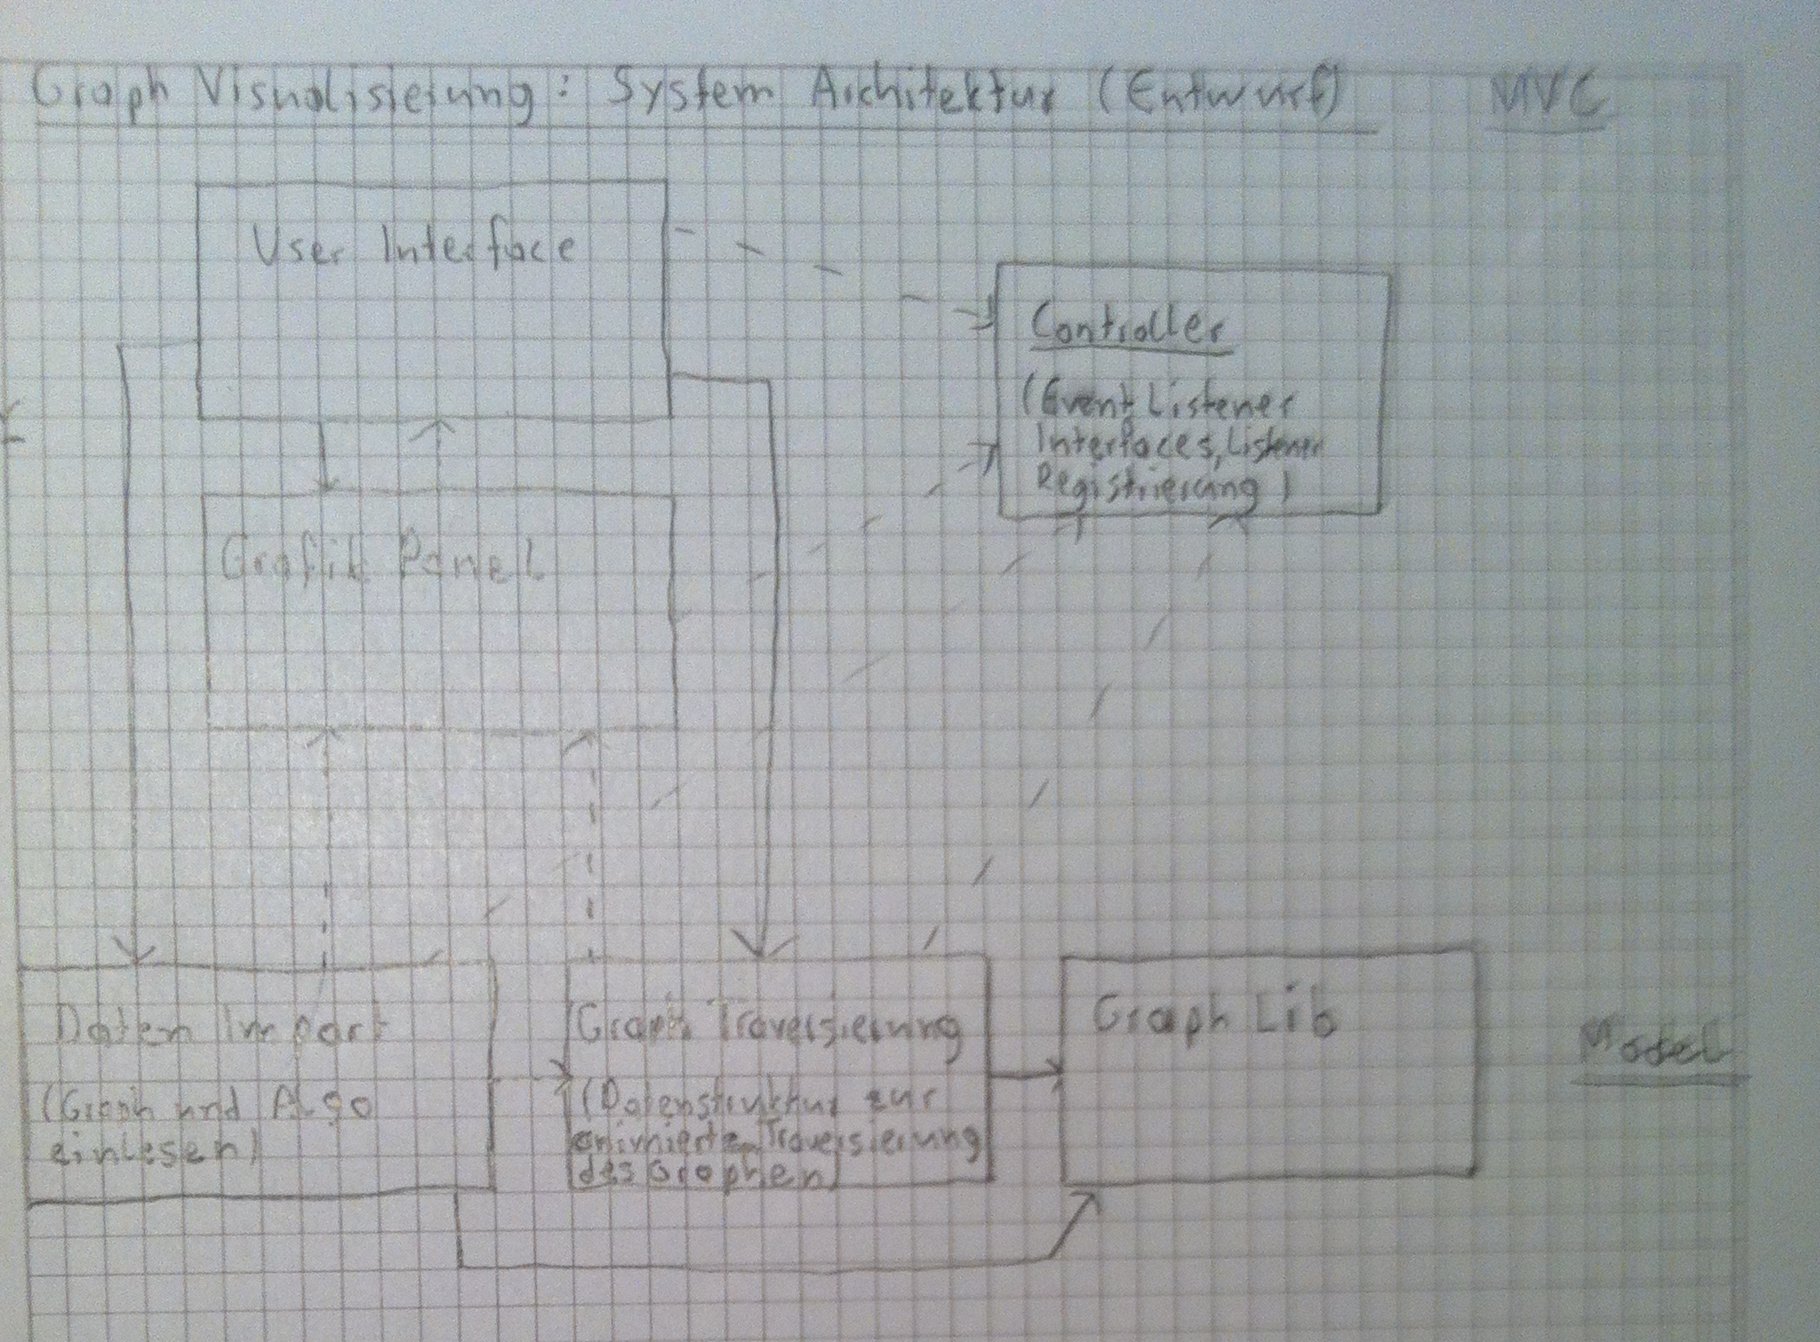 Graph Visualisierung: System Architektur (Entwurf) MVC
User Interface
Controller
(Event Listener
Interfaces, Listener
Registrierung)
Grafik Panel
Daten Import
(Graph und Algo
einlesen)
Graph Traversierung
(Datenstruktur zur
animierten Traversierung
des Graphen)
Graph Lib
Model